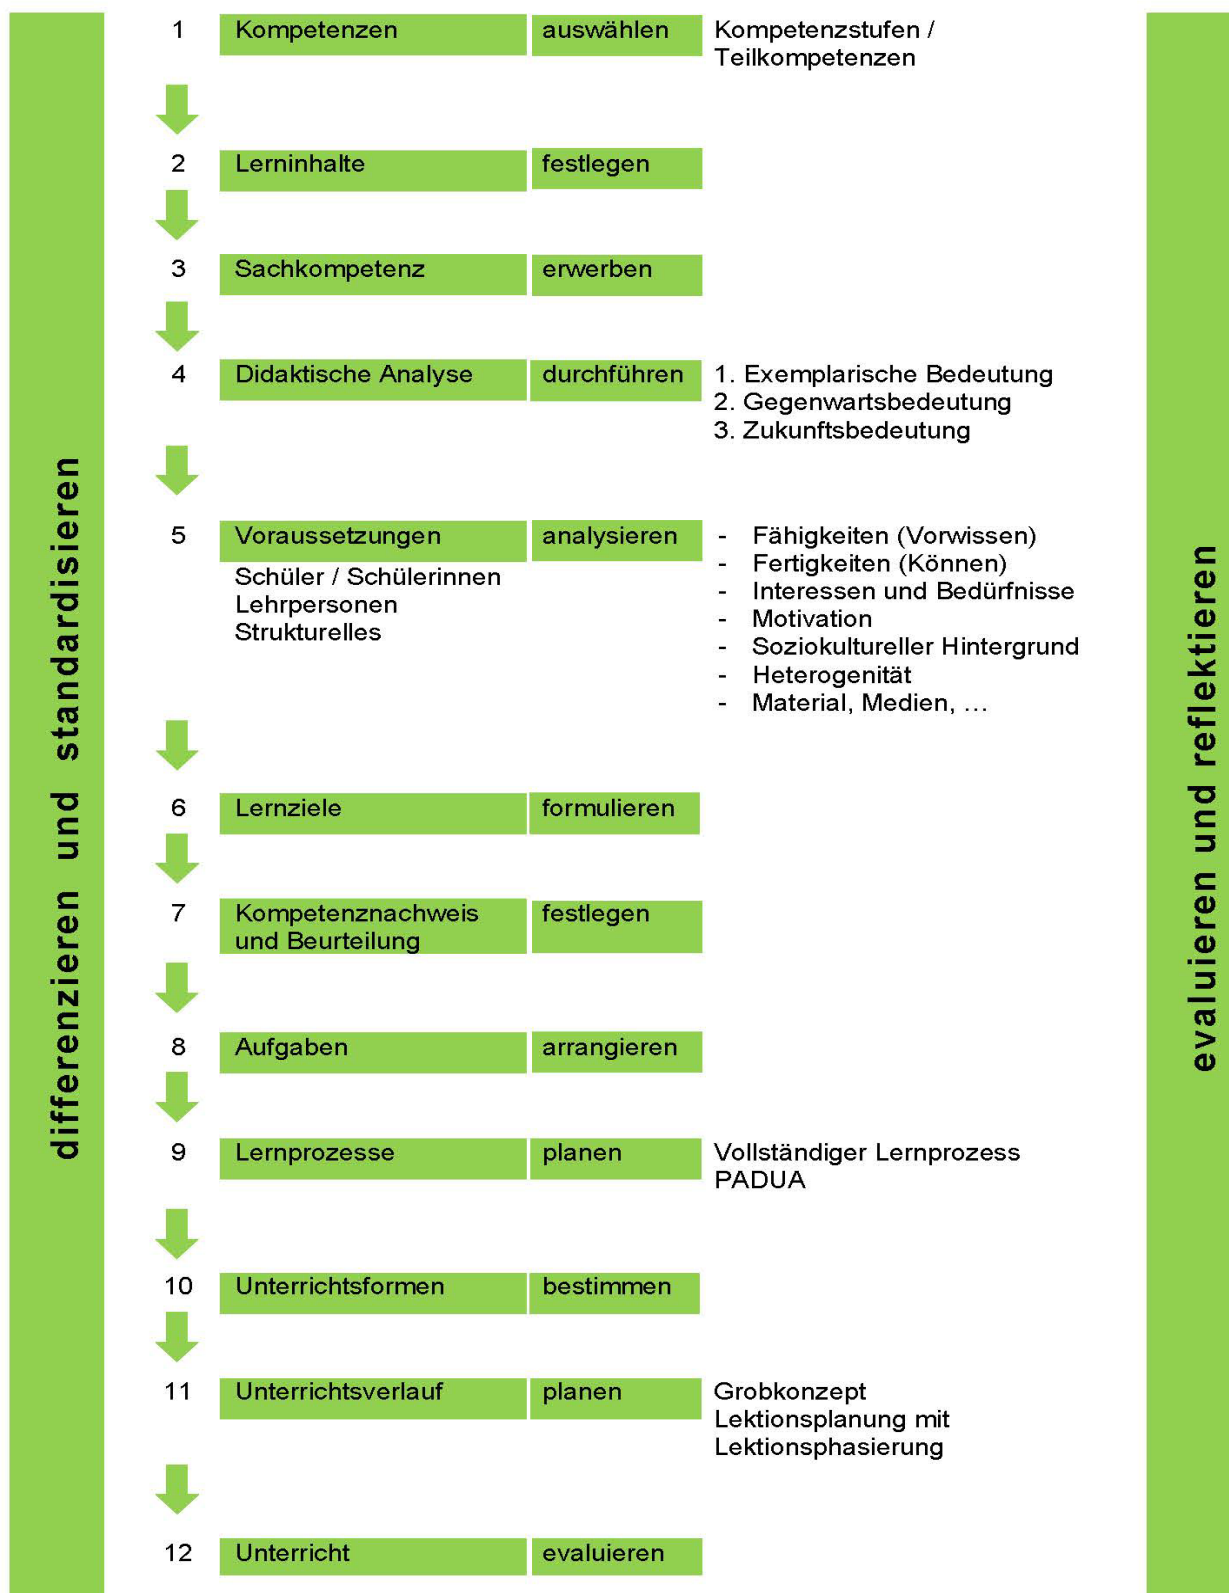 differenzieren und standardisieren
1 Kompetenzen auswählen Kompetenzstufen /
Teilkompetenzen
2 Lerninhalte festlegen
3 Sachkompetenz erwerben
4 Didaktische Analyse durchführen 1. Exemplarische Bedeutung
2. Gegenwartsbedeutung
3. Zukunftsbedeutung
5 Voraussetzungen analysieren
Schüler / Schülerinnen
Lehrpersonen
Strukturelles
- Fähigkeiten (Vorwissen)
- Fertigkeiten (Können)
- Interessen und Bedürfnisse
- Motivation
- Soziokultureller Hintergrund
- Heterogenität
- Material, Medien, …
6 Lernziele formulieren
7 Kompetenznachweis festlegen
und Beurteilung
8 Aufgaben arrangieren
9 Lernprozesse planen Vollständiger Lernprozess
PADUA
10 Unterrichtsformen bestimmen
11 Unterrichtsverlauf planen Grobkonzept
Lektionsplanung mit
Lektionsphasierung
12 Unterricht evaluieren
evaluieren und reflektieren